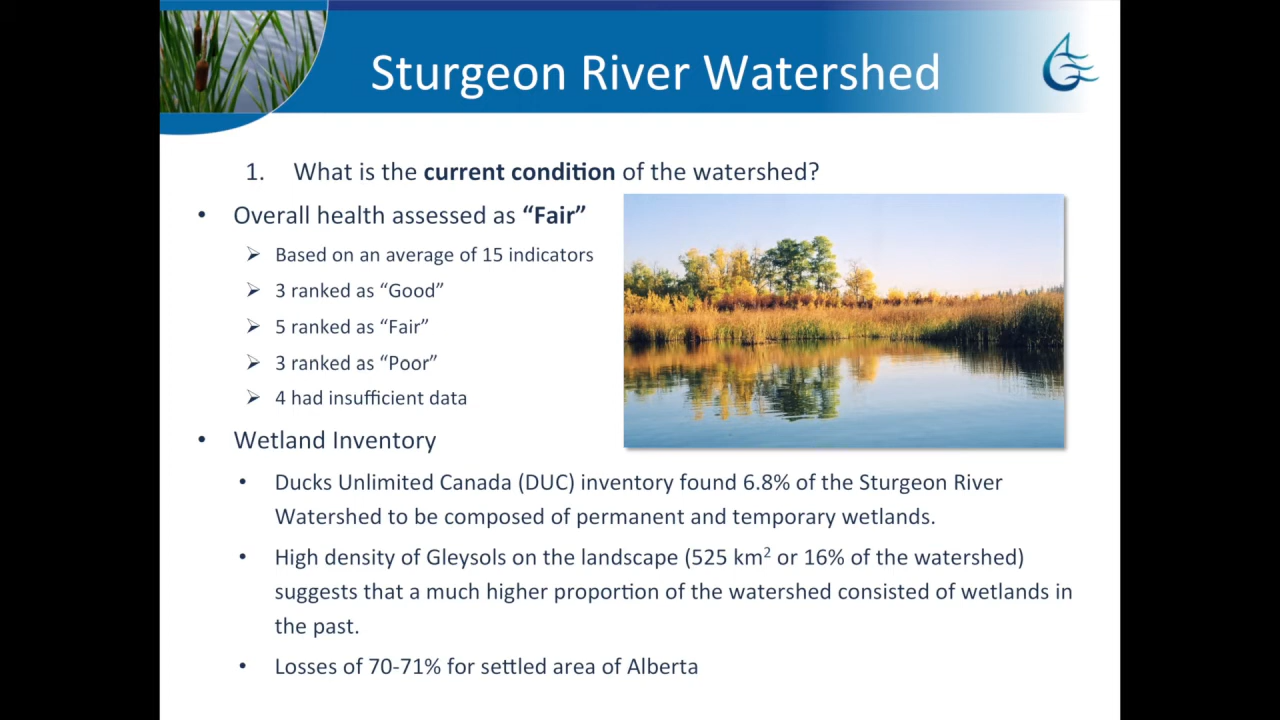 Sturgeon River Watershed
1. What is the current condition of the watershed?
• Overall health assessed as “Fair”
➢ Based on an average of 15 indicators
➢ 3 ranked as “Good”
➢ 5 ranked as “Fair”
➢ 3 ranked as “Poor”
➢ 4 had insufficient data
• Wetland Inventory
• Ducks Unlimited Canada (DUC) inventory found 6.8% of the Sturgeon River
Watershed to be composed of permanent and temporary wetlands.
• High density of Gleysols on the landscape (525 km² or 16% of the watershed)
suggests that a much higher proportion of the watershed consisted of wetlands in
the past.
• Losses of 70-71% for settled area of Alberta